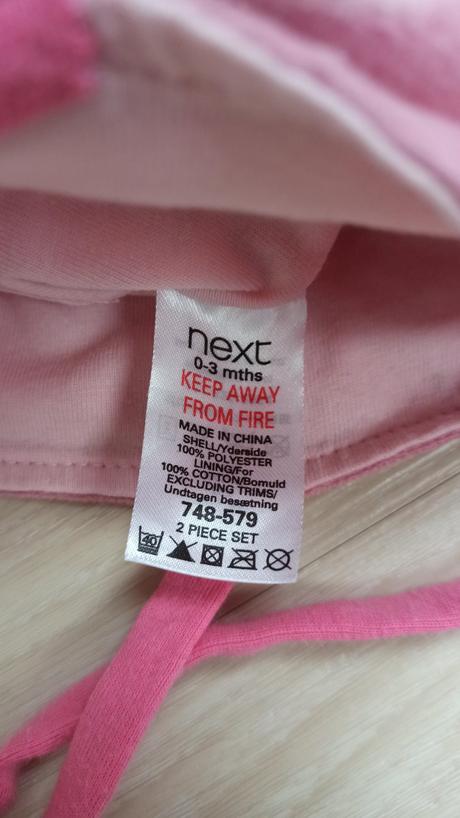 next
0-3 mths
KEEP AWAY
FROM FIRE
MADE IN CHINA
SHELL/Yderside
100% POLYESTER
LINING/For
100% COTTON/Bomuld
EXCLUDING TRIMS/
Undtagen besætning
748-579
2 PIECE SET
40